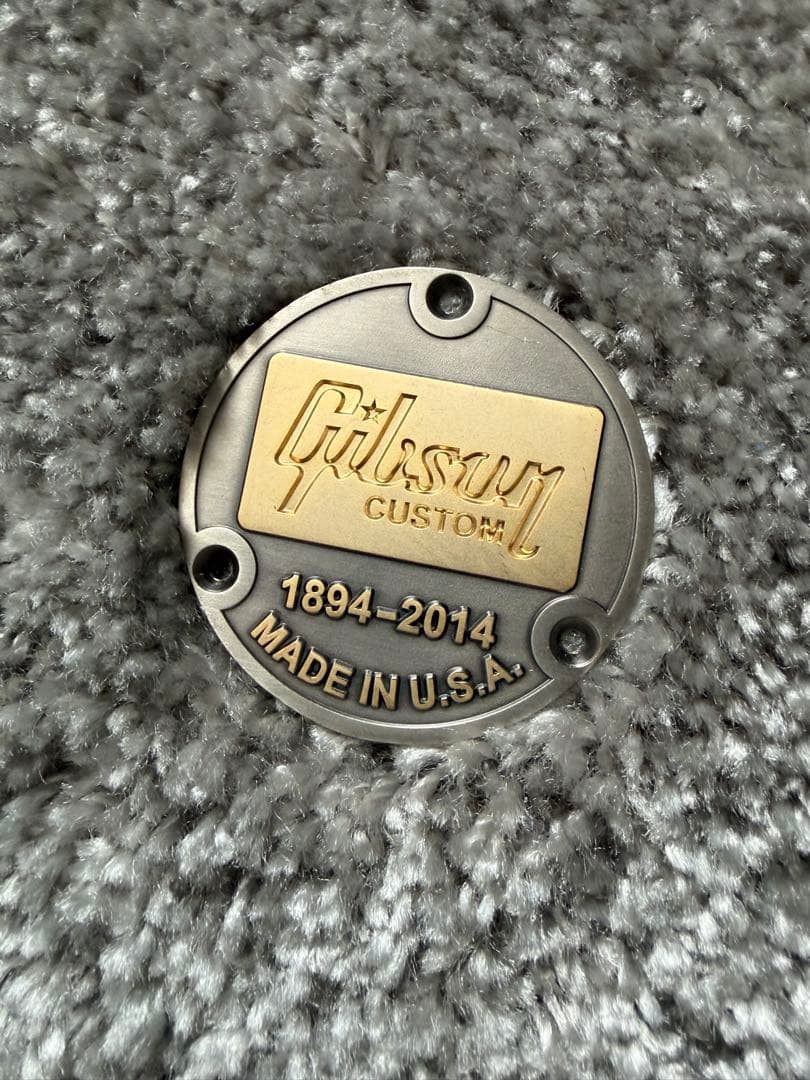 Gibson
CUSTOM
1894-2014
MADE IN U.S.A.